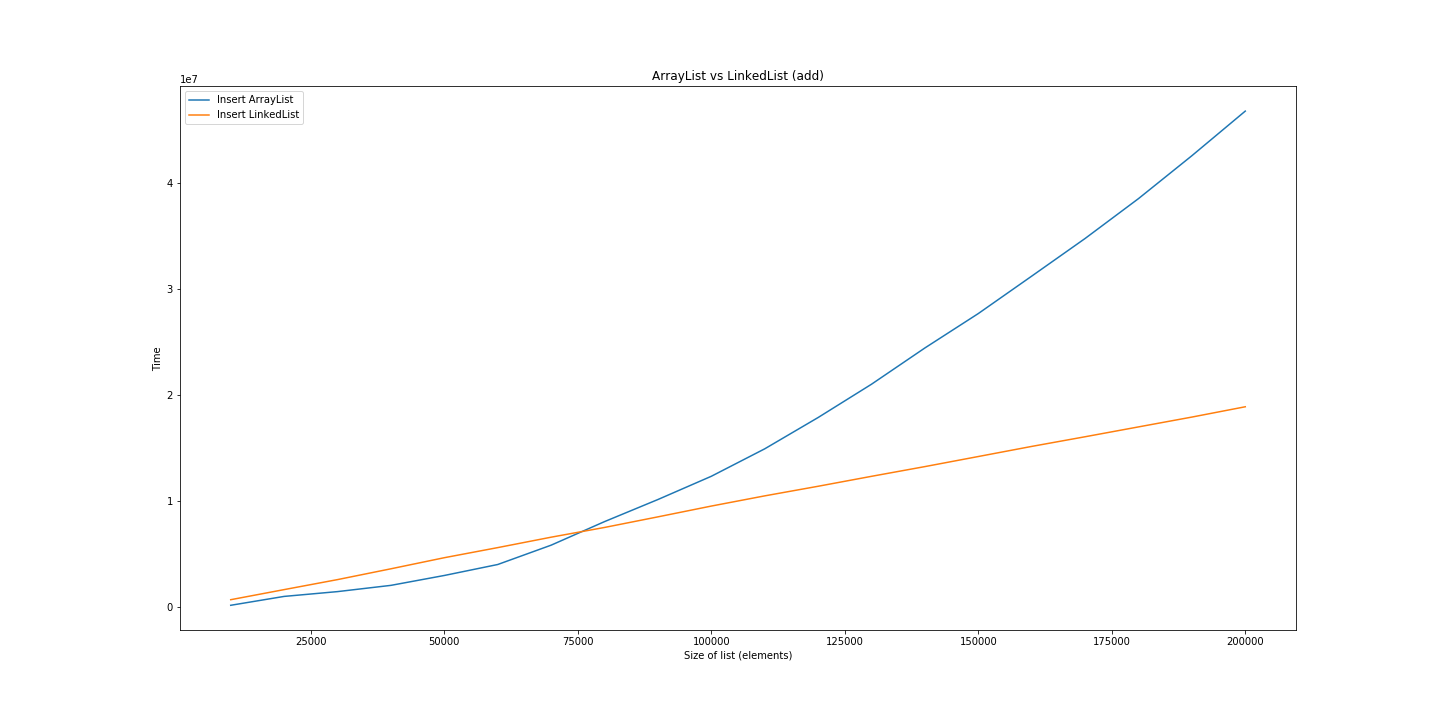 ArrayList vs LinkedList (add)
1e7
Insert ArrayList
Insert LinkedList
4
3
2
1
0
Time
25000 50000 75000 100000 125000 150000 175000 200000
Size of list (elements)